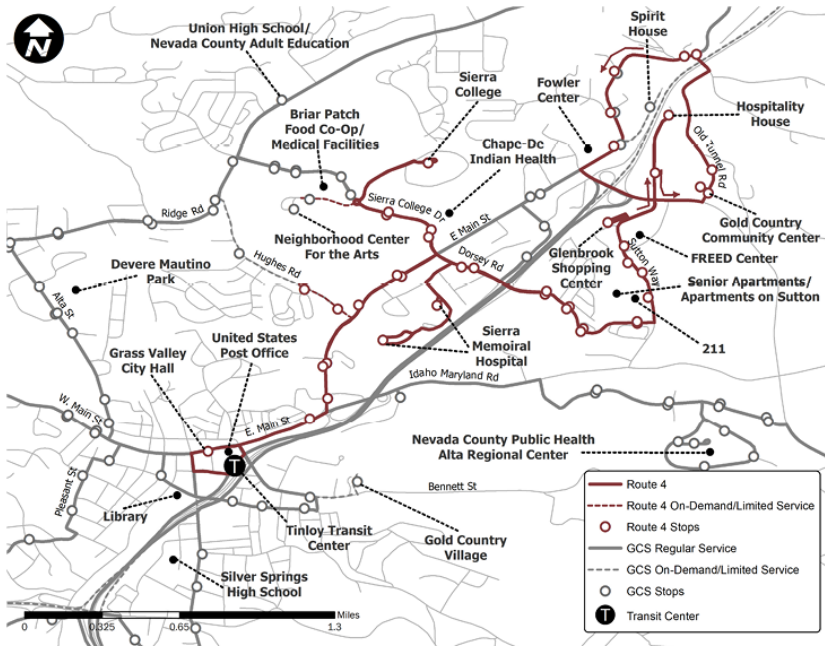 N
Union High School/
Nevada County Adult Education
Spirit
House
Sierra
College
Fowler
Center
Hospitality
House
Briar Patch
Food Co-Op/
Medical Facilities
Chapa-De
Indian Health
Old Zunnel Rd
Ridge Rd
Sierra College Dr
E Main St
Gold Country
Community Center
Neighborhood Center
For the Arts
Dorsey Rd
Glenbrook
Shopping
Center
FREED Center
Sutton Way
Hughes Rd
Devere Mautino
Park
Senior Apartments/
Apartments on Sutton
Alta St
United States
Post Office
Sierra
Memoiral
Hospital
211
Grass Valley
City Hall
Idaho Maryland Rd
W. Main St
E. Main St
Nevada County Public Health
Alta Regional Center
T
Pleasant St
Bennett St
Library
Tinloy Transit
Center
Gold Country
Village
Silver Springs
High School
Route 4
Route 4 On-Demand/Limited Service
Route 4 Stops
GCS Regular Service
GCS On-Demand/Limited Service
GCS Stops
T Transit Center
Miles
0 0.325 0.65 1.3